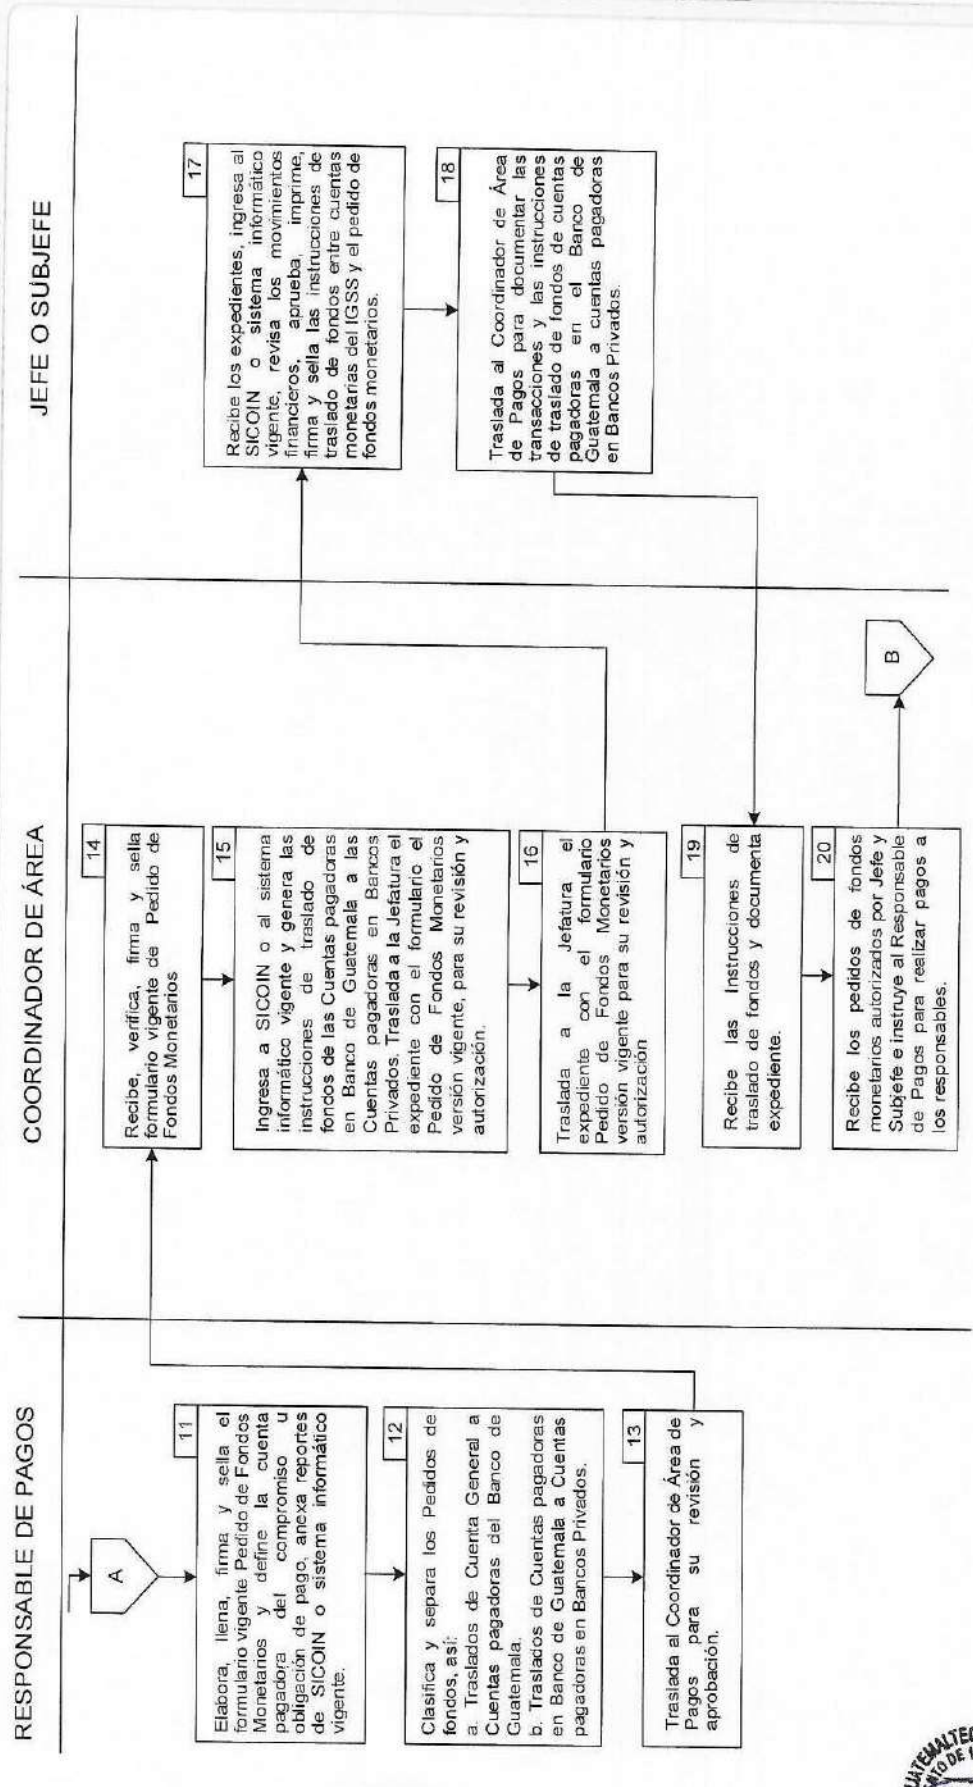 RESPONSABLE DE PAGOS
COORDINADOR DE ÁREA
JEFE O SUBJEFE
A
11
Elabora, llena, firma y sella el
formulario vigente Pedido de Fondos
Monetarios y define la cuenta
pagadora del compromiso u
obligación de pago, anexa reportes
de SICOIN o sistema informático
vigente.
12
Clasifica y separa los Pedidos de
fondos, así:
a. Traslados de Cuenta General a
Cuentas pagadoras del Banco de
Guatemala.
b. Traslados de Cuentas pagadoras
en Banco de Guatemala a Cuentas
pagadoras en Bancos Privados.
13
Traslada al Coordinador de Área de
Pagos para su revisión y
aprobación.
14
Recibe, verifica, firma y sella
formulario vigente de Pedido de
Fondos Monetarios
15
Ingresa a SICOIN o al sistema
informático vigente y genera las
instrucciones de traslado de
fondos de las Cuentas pagadoras
en Banco de Guatemala a las
Cuentas pagadoras en Bancos
Privados. Traslada a la Jefatura el
expediente con el formulario el
Pedido de Fondos Monetarios
versión vigente, para su revisión y
autorización.
16
Traslada a la Jefatura el
expediente con el formulario
Pedido de Fondos Monetarios
versión vigente para su revisión y
autorización
17
Recibe los expedientes, ingresa al
SICOIN o sistema informático
vigente, revisa los movimientos
financieros, aprueba, imprime,
firma y sella las instrucciones de
traslado de fondos entre cuentas
monetarias del IGSS y el pedido de
fondos monetarios.
18
Traslada al Coordinador de Área
de Pagos para documentar las
transacciones y las instrucciones
de traslado de fondos de cuentas
pagadoras en el Banco de
Guatemala a cuentas pagadoras
en Bancos Privados.
19
Recibe las Instrucciones de
traslado de fondos y documenta
expediente.
20
Recibe los pedidos de fondos
monetarios autorizados por Jefe y
Subjefe e instruye al Responsable
de Pagos para realizar pagos a
los responsables.
B